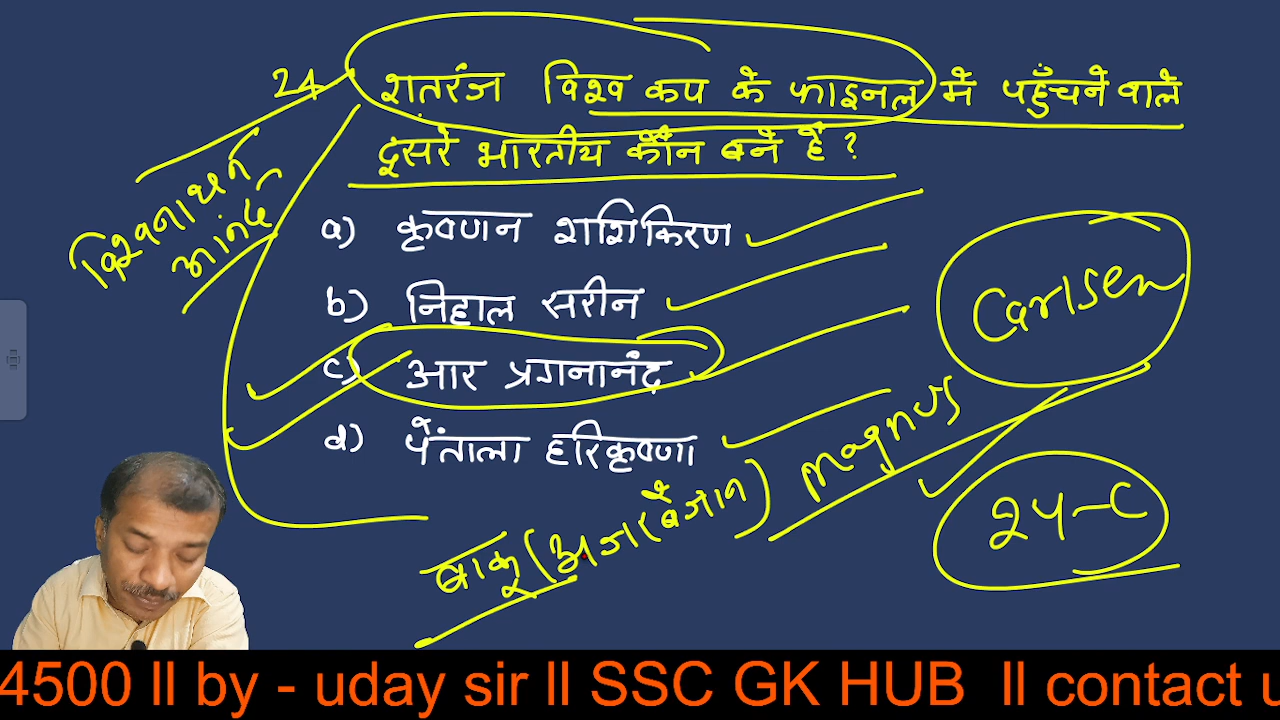 24 शतरंज विश्व कप के फाइनल में पहुँचने वाले
दूसरे भारतीय कौन बने हैं ?
विश्वनाथन
आनंद
a) कृष्णन शशिकिरण
b) निहाल सरीन
c) आर प्रगनानंद
d) पेंताला हरिकृष्णा
Carlsen
magnus
बाकू (अजरबैजान)
24-C
4500 ll by - uday sir ll SSC GK HUB ll contact u